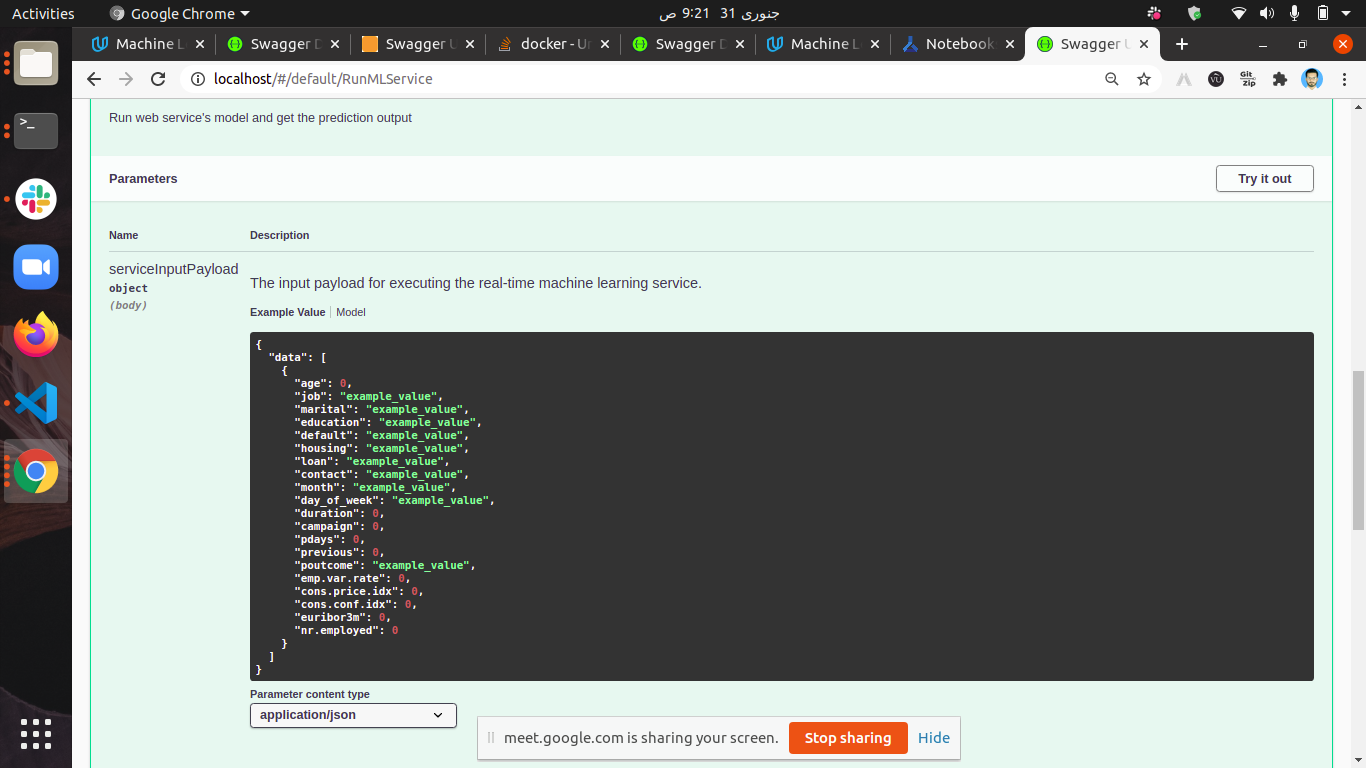 Activities
Google Chrome
جنوری 31  9:21 ص
Machine L
Swagger D
Swagger U
docker - Un
Swagger D
Machine L
Notebook
Swagger U
localhost/#/default/RunMLService
Run web service's model and get the prediction output
Parameters
Try it out
Name
Description
serviceInputPayload
object
(body)
The input payload for executing the real-time machine learning service.
Example Value
Model
{
"data": [
{
"age": 0,
"job": "example_value",
"marital": "example_value",
"education": "example_value",
"default": "example_value",
"housing": "example_value",
"loan": "example_value",
"contact": "example_value",
"month": "example_value",
"day_of_week": "example_value",
"duration": 0,
"campaign": 0,
"pdays": 0,
"previous": 0,
"poutcome": "example_value",
"emp.var.rate": 0,
"cons.price.idx": 0,
"cons.conf.idx": 0,
"euribor3m": 0,
"nr.employed": 0
}
]
}
Parameter content type
application/json
meet.google.com is sharing your screen.
Stop sharing
Hide